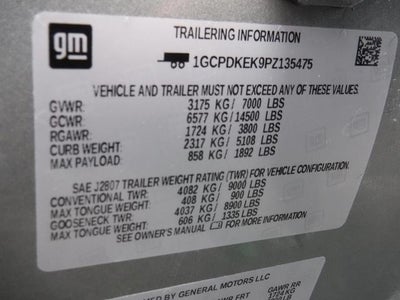 gm
TRAILERING INFORMATION
1GCPDKEK9PZ135475
VEHICLE AND TRAILER MUST NOT EXCEED ANY OF THESE VALUES
GVWR: 3175 KG/ 7000 LBS
GCWR: 6577 KG/ 14500 LBS
RGAWR: 1724 KG/ 3800 LBS
CURB WEIGHT: 2317 KG/ 5108 LBS
MAX PAYLOAD: 858 KG/ 1892 LBS
SAE J2807 TRAILER WEIGHT RATING (TWR) FOR VEHICLE CONFIGURATION.
CONVENTIONAL TWR: 4082 KG/ 9000 LBS
MAX TONGUE WEIGHT: 408 KG/ 900 LBS
GOOSENECK TWR: 4037 KG/ 8900 LBS
MAX TONGUE WEIGHT: 606 KG/ 1335 LBS
SEE OWNER'S MANUAL FOR MORE INFORMATION
BY GENERAL MOTORS LLC
GAWR FRT
GAWR RR